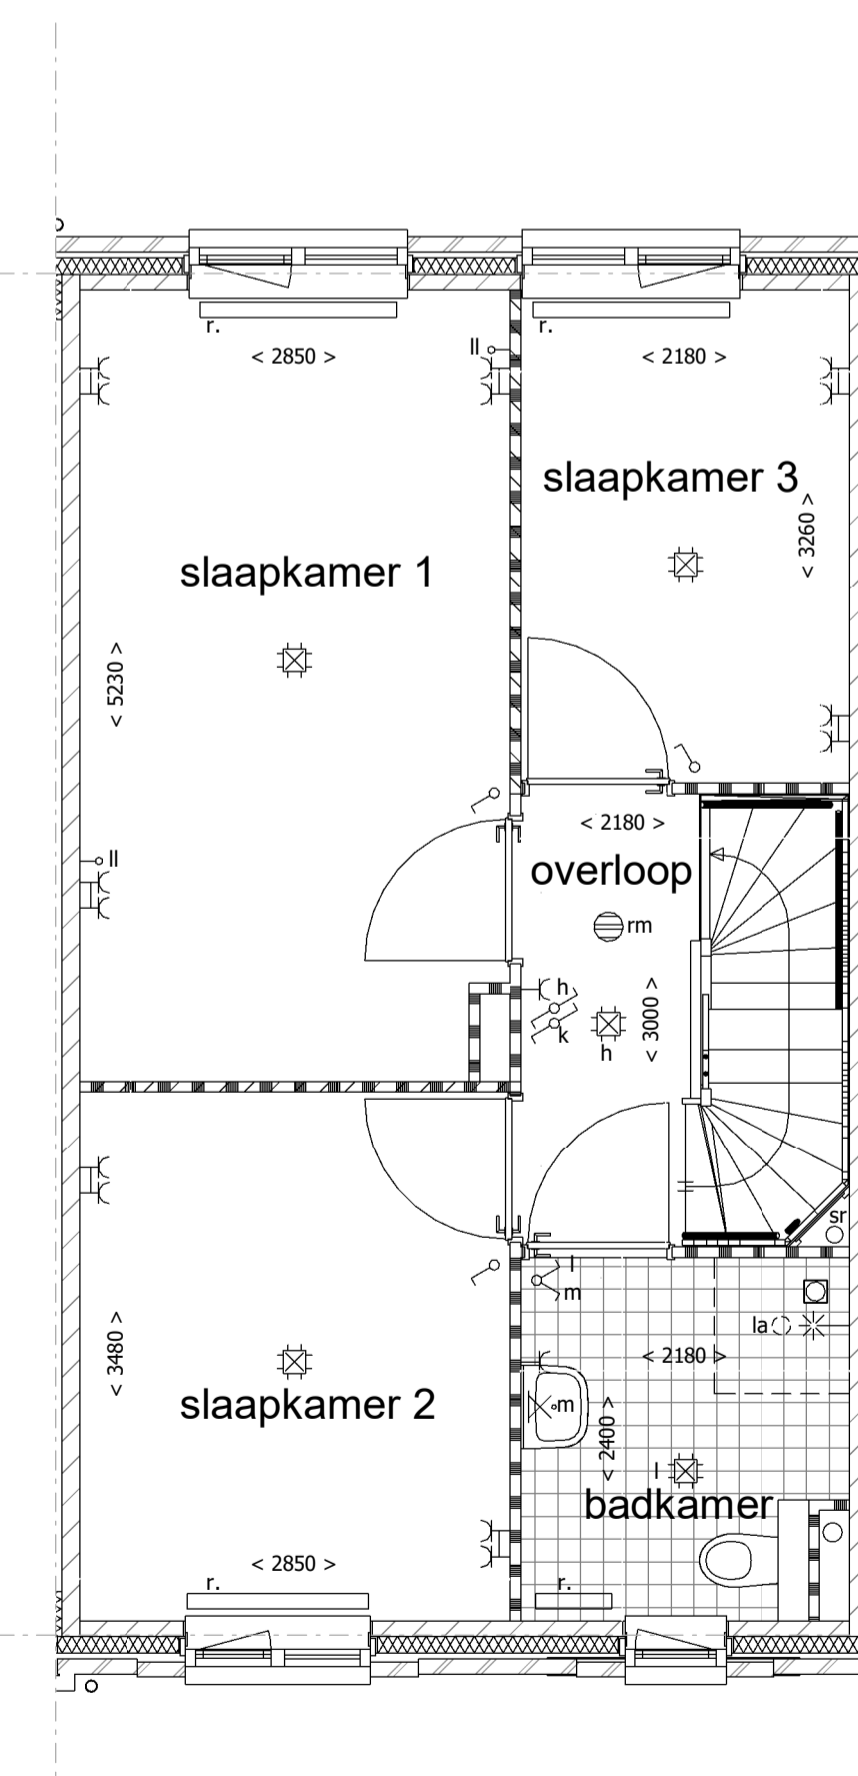 r.
r.
< 2850 >
ll
< 2180 >
slaapkamer 3
< 3260 >
slaapkamer 1
< 5230 >
< 2180 >
ll
overloop
rm
h
k
h
< 3000 >
sr
l
m
la
< 2180 >
< 3480 >
slaapkamer 2
m
< 2400 >
l
badkamer
< 2850 >
r.
r.